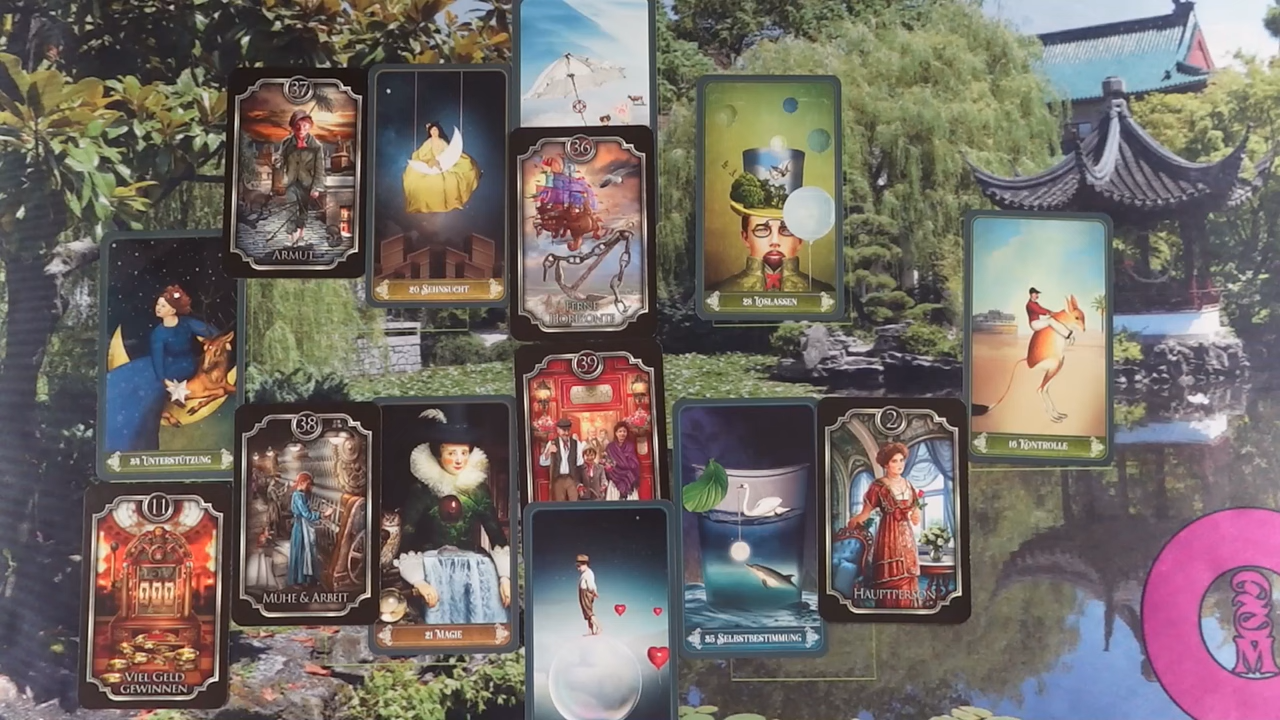 37
ARMUT
20 SEHNSUCHT
36
FERNE
HORIZONTE
28 LOSLASSEN
16 KONTROLLE
34 UNTERSTÜTZUNG
11
VIEL GELD
GEWINNEN
38
MÜHE & ARBEIT
21 MAGIE
39
35 SELBSTBESTIMMUNG
2
HAUPTPERSON